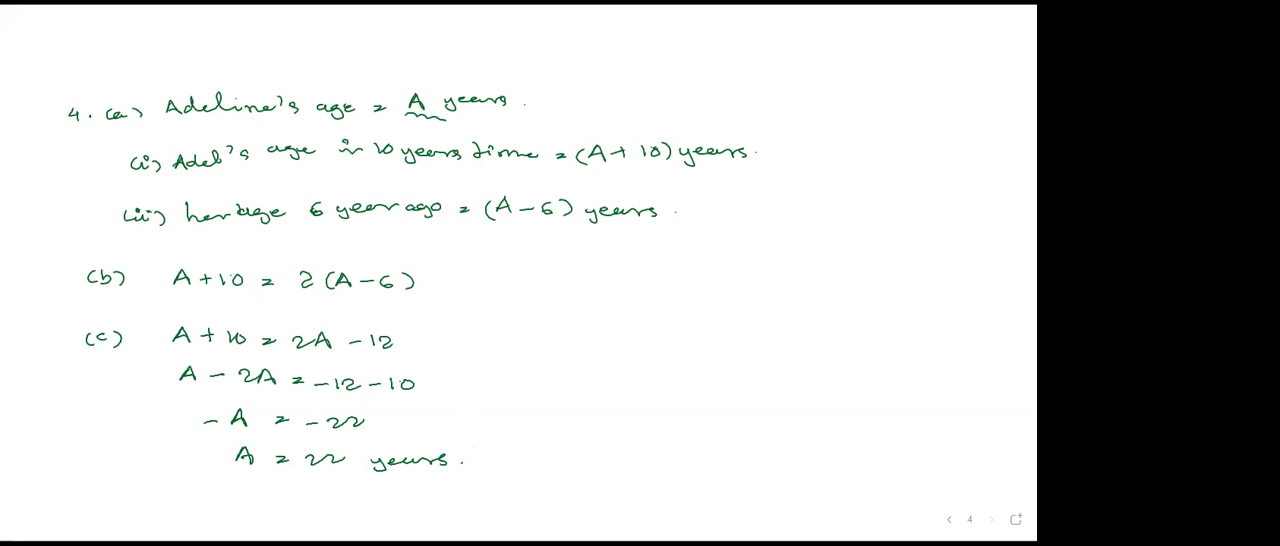 4. (a) Adeline's age = A years.
(i) Adel's age in 10 years time = (A + 10) years.
(ii) her age 6 year ago = (A - 6) years.
(b) A + 10 = 2 (A - 6)
(c) A + 10 = 2A - 12
A - 2A = -12 - 10
- A = - 22
A = 22 years.
< 4 >